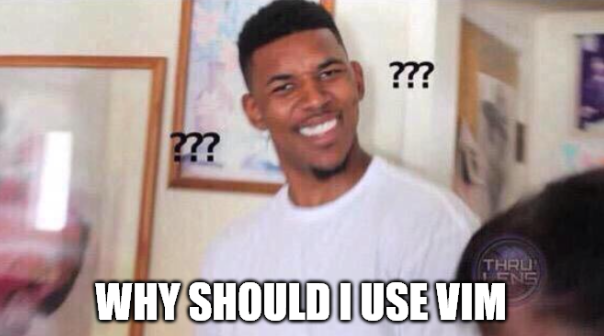 ???
???
THRU'
LENS
WHY SHOULD I USE VIM